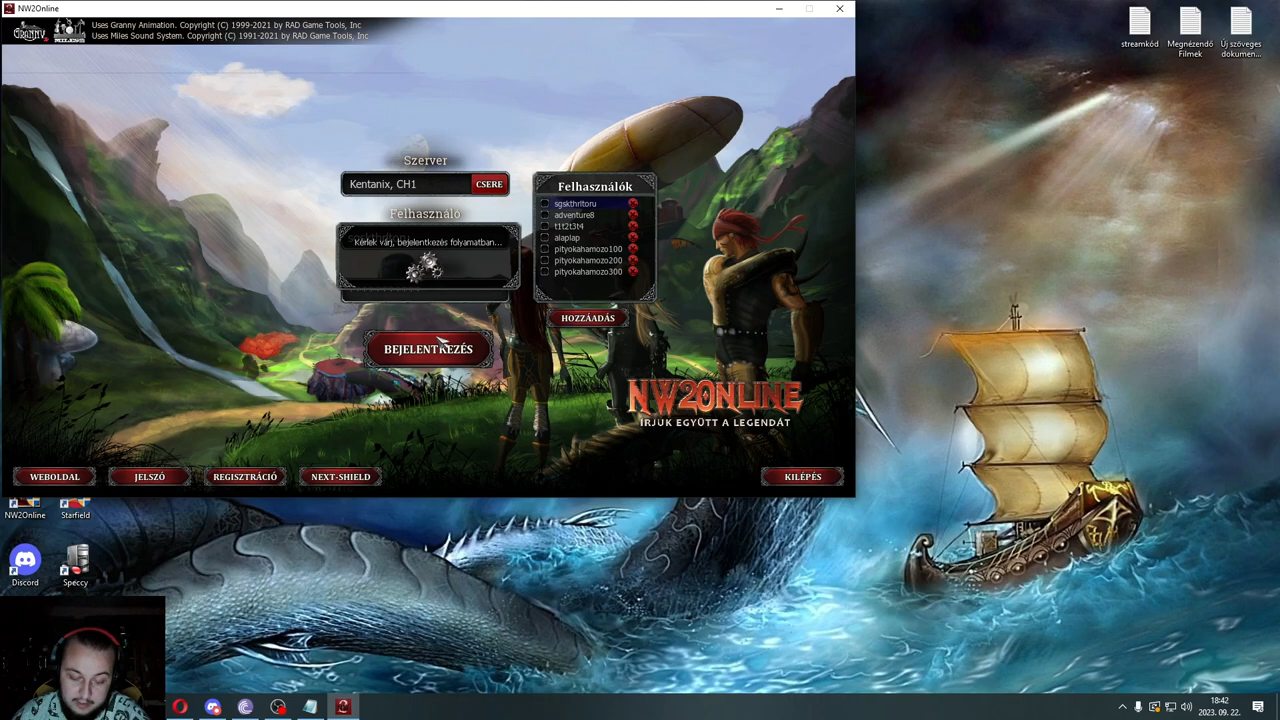 NW2Online
Uses Granny Animation. Copyright (C) 1999-2021 by RAD Game Tools, Inc
Uses Miles Sound System. Copyright (C) 1991-2021 by RAD Game Tools, Inc
GRANNY
streamkód
Megnézendő
Filmek
Új szöveges
dokumen...
Szerver
Kentanix, CH1
CSERE
Felhasználó
Kérlek várj, bejelentkezés folyamatban...
BEJELENTKEZÉS
Felhasználók
sgskthrltoru
adventure8
t1t2t3t4
alaplap
pityokahamozo100
pityokahamozo200
pityokahamozo300
HOZZÁADÁS
NW2ONLINE
ÍRJUK EGYÜTT A LEGENDÁT
WEBOLDAL
JELSZÓ
REGISZTRÁCIÓ
NEXT-SHIELD
KILÉPÉS
NW2Online
Starfield
Discord
Speccy
18:42
2023. 09. 22.